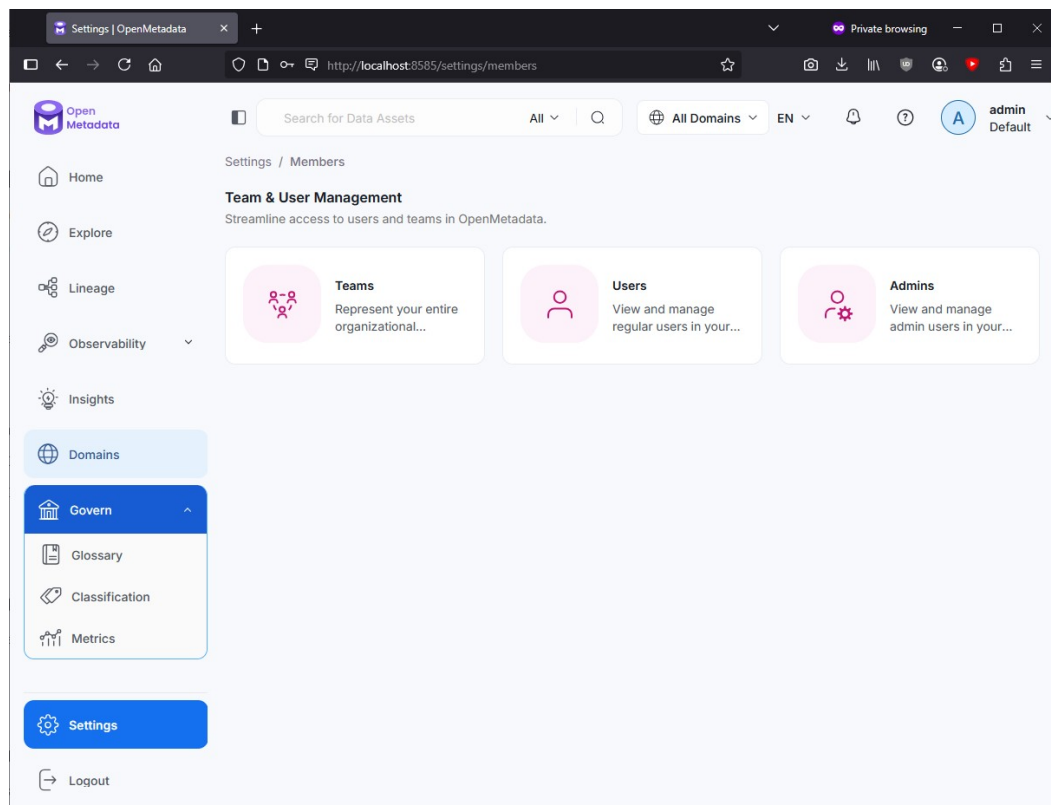 Settings | OpenMetadata
Private browsing
http://localhost:8585/settings/members
Open
Metadata
Search for Data Assets
All
All Domains
EN
A
admin
Default
Home
Explore
Lineage
Observability
Insights
Domains
Govern
Glossary
Classification
Metrics
Settings
Logout
Settings / Members
Team & User Management
Streamline access to users and teams in OpenMetadata.
Teams
Represent your entire
organizational...
Users
View and manage
regular users in your...
Admins
View and manage
admin users in your...